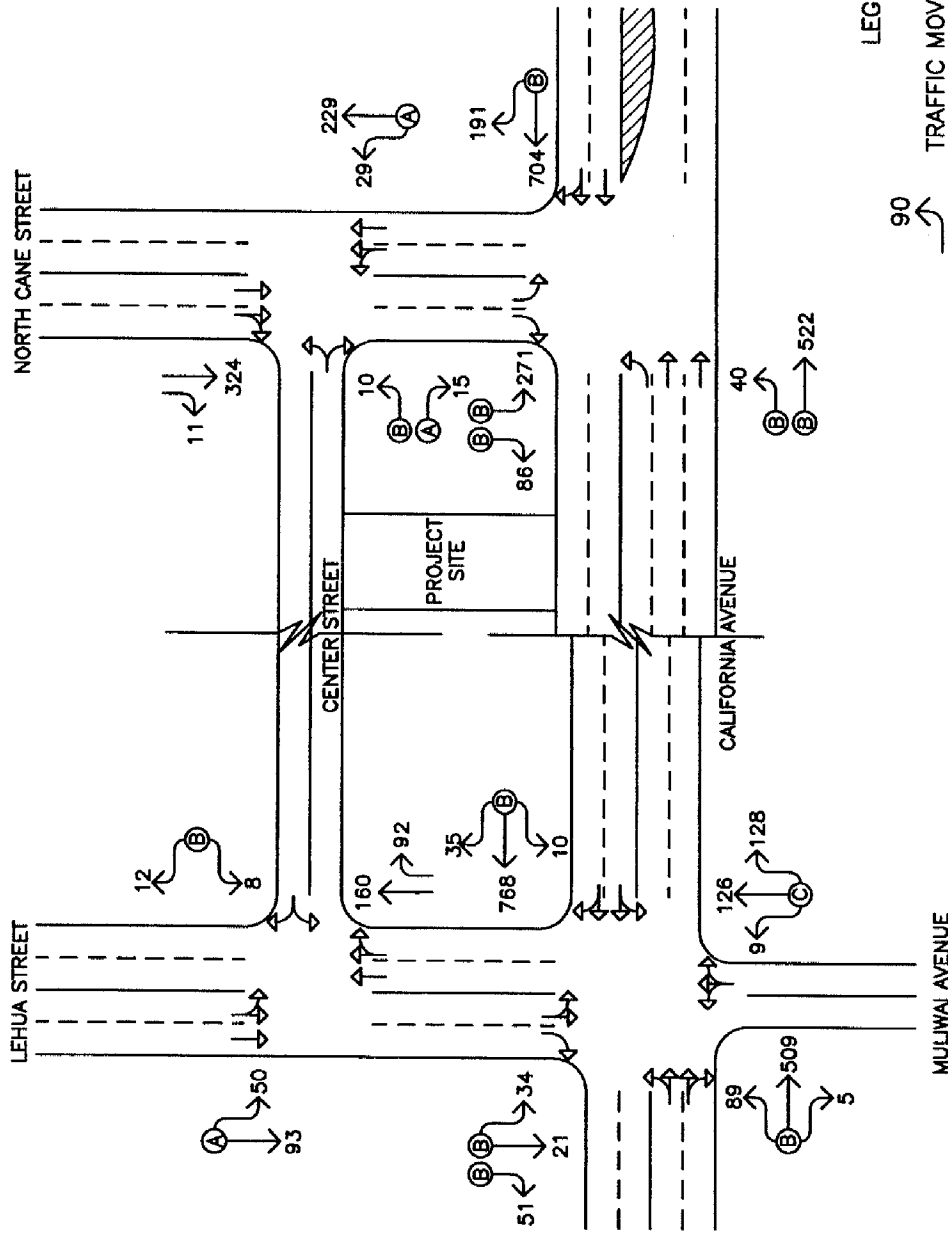 NORTH CANE STREET
LEHUA STREET
229
29
A
191
704
B
324
11
10
B
A
15
B
B
271
86
PROJECT
SITE
CENTER STREET
CALIFORNIA AVENUE
40
B
B
522
12
B
8
160
92
35
B
768
10
A
50
93
B
B
34
21
51
126
128
9
C
89
509
B
5
MULIWAI AVENUE
LEG
90
TRAFFIC MOV